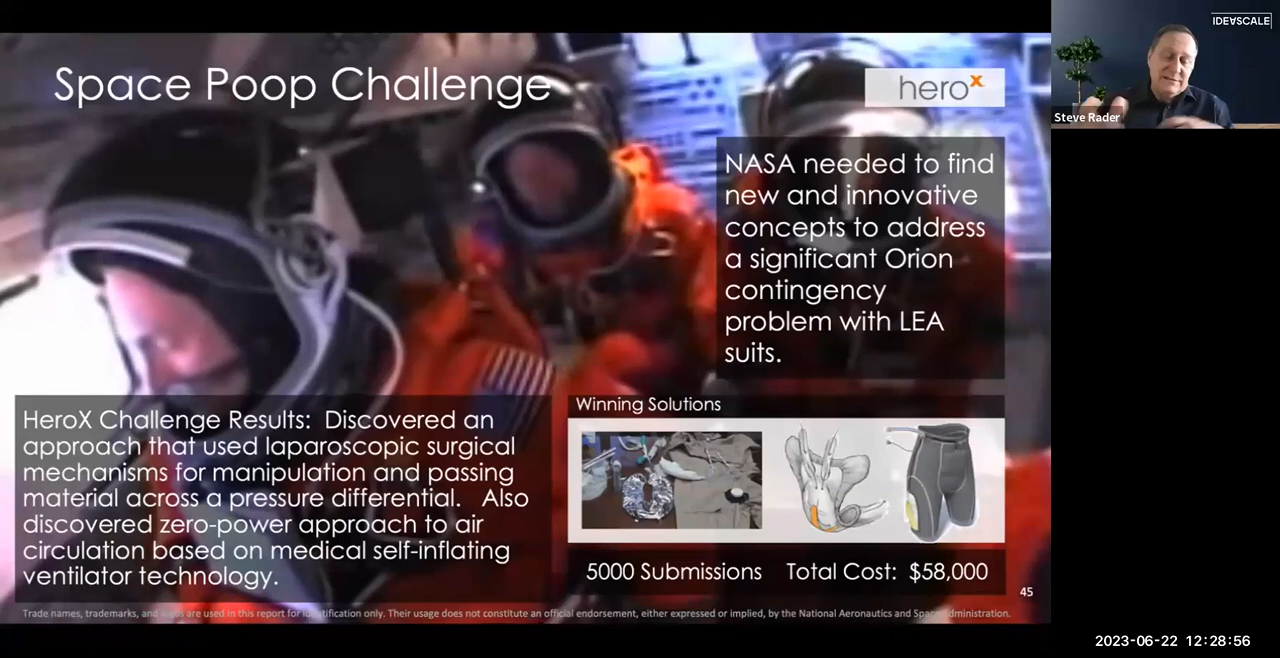 Space Poop Challenge
herox
IDEASCALE
Steve Rader
NASA needed to find
new and innovative
concepts to address
a significant Orion
contingency
problem with LEA
suits.
HeroX Challenge Results: Discovered an
approach that used laparoscopic surgical
mechanisms for manipulation and passing
material across a pressure differential. Also
discovered zero-power approach to air
circulation based on medical self-inflating
ventilator technology.
Winning Solutions
5000 Submissions Total Cost: $58,000
45
Trade names, trademarks, and logos are used in this report for identification only. Their usage does not constitute an official endorsement, either expressed or implied, by the National Aeronautics and Space Administration.
2023-06-22 12:28:56